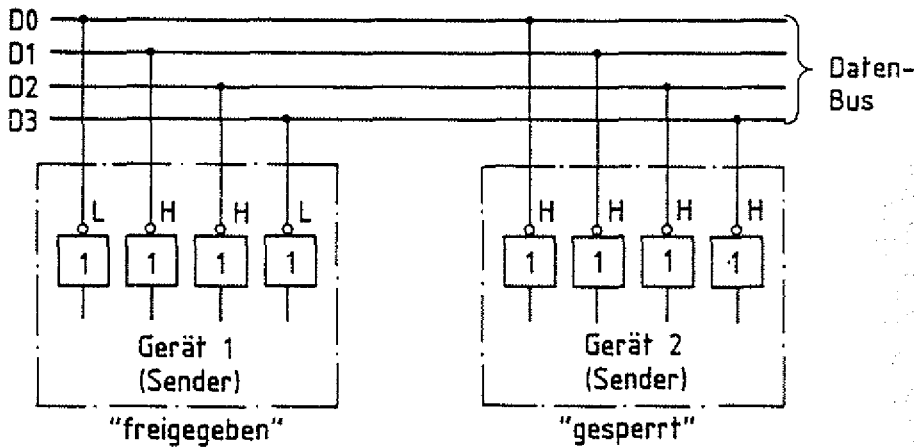 D0
D1
D2
D3
Daten-
Bus
L H H L
H H H H
1 1 1 1
1 1 1 1
Gerät 1
(Sender)
Gerät 2
(Sender)
"freigegeben"
"gesperrt"